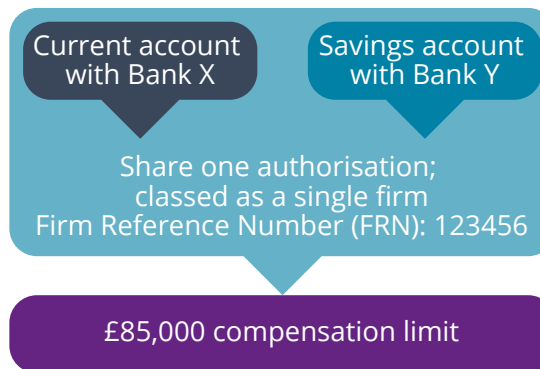 Current account
with Bank X
Savings account
with Bank Y
Share one authorisation;
classed as a single firm
Firm Reference Number (FRN): 123456
£85,000 compensation limit